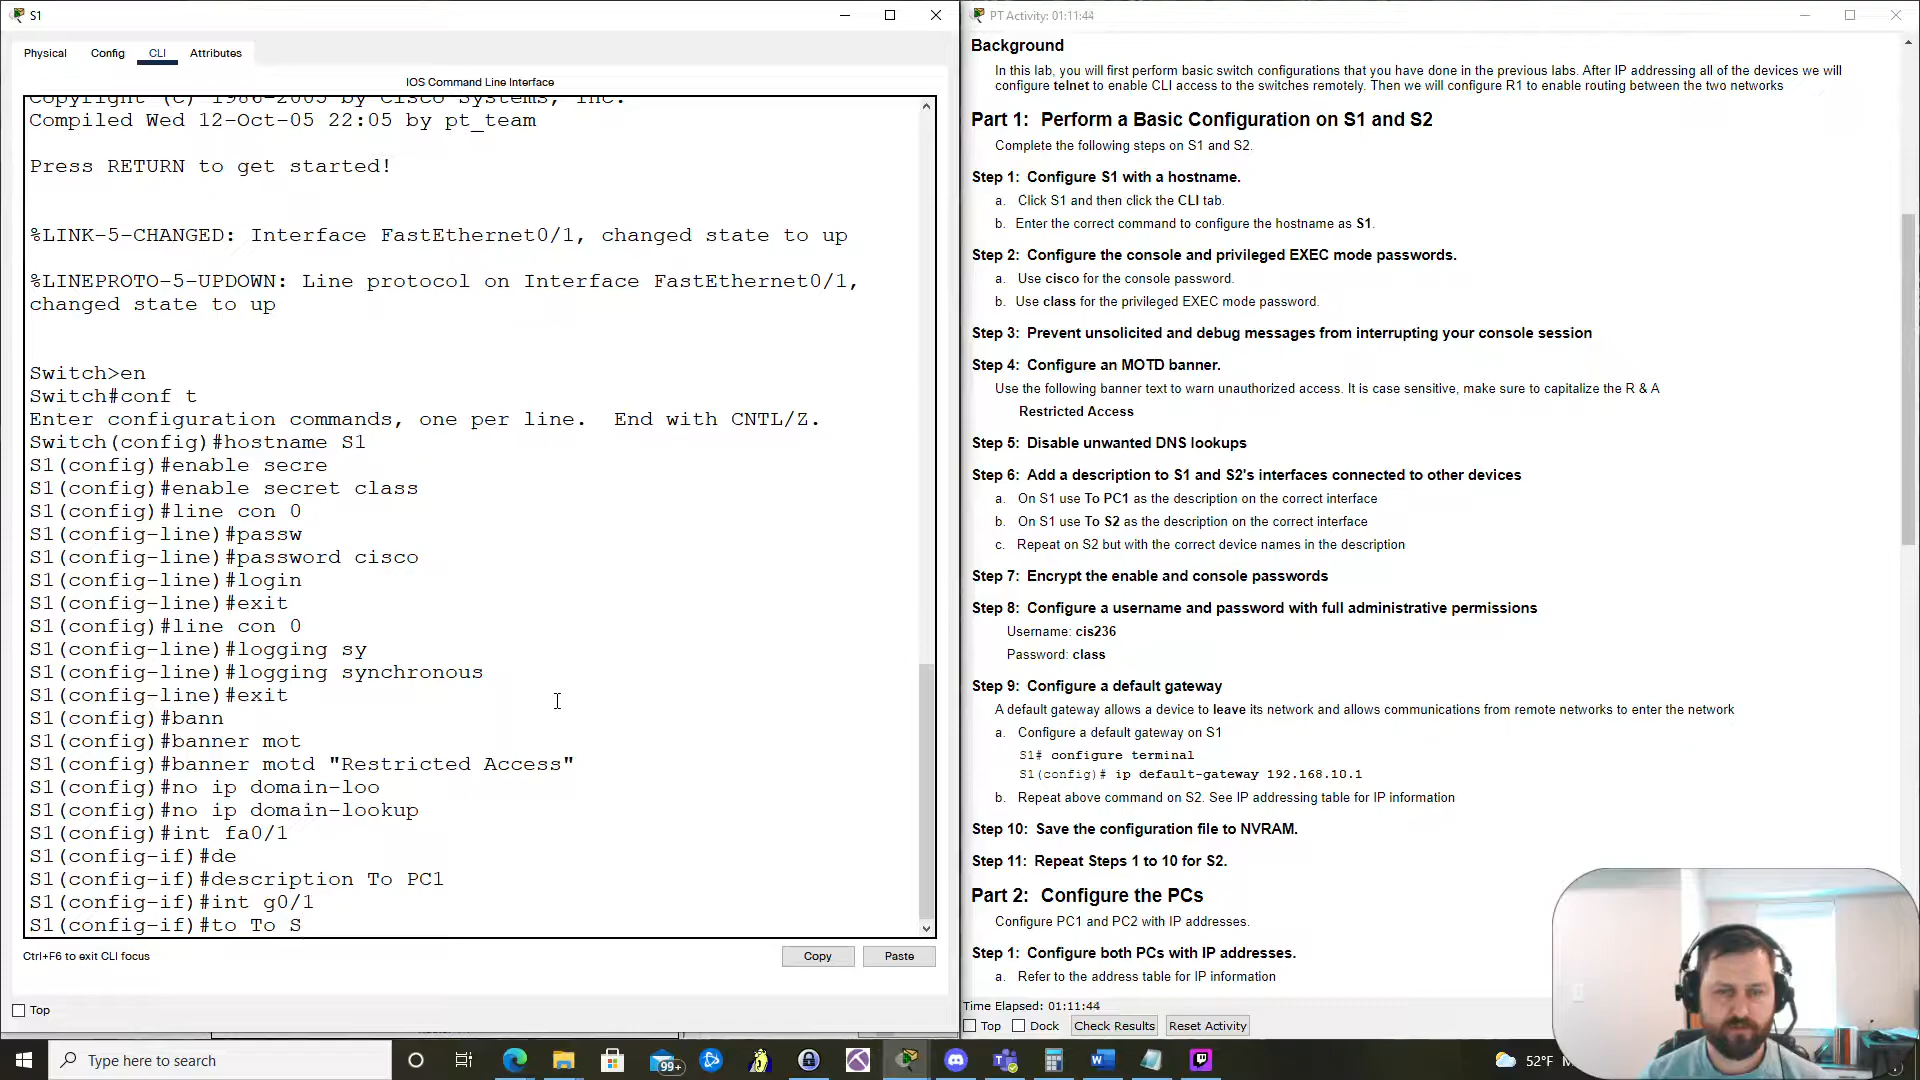 S1
Physical
Config
CLI
Attributes
IOS Command Line Interface
Copyright (c) 1986-2005 by Cisco Systems, Inc.
Compiled Wed 12-Oct-05 22:05 by pt_team
Press RETURN to get started!
%LINK-5-CHANGED: Interface FastEthernet0/1, changed state to up
%LINEPROTO-5-UPDOWN: Line protocol on Interface FastEthernet0/1,
changed state to up
Switch>en
Switch#conf t
Enter configuration commands, one per line.  End with CNTL/Z.
Switch(config)#hostname S1
S1(config)#enable secre
S1(config)#enable secret class
S1(config)#line con 0
S1(config-line)#passw
S1(config-line)#password cisco
S1(config-line)#login
S1(config-line)#exit
S1(config)#line con 0
S1(config-line)#logging sy
S1(config-line)#logging synchronous
S1(config-line)#exit
S1(config)#bann
S1(config)#banner mot
S1(config)#banner motd "Restricted Access"
S1(config)#no ip domain-loo
S1(config)#no ip domain-lookup
S1(config)#int fa0/1
S1(config-if)#de
S1(config-if)#description To PC1
S1(config-if)#int g0/1
S1(config-if)#to To S
Ctrl+F6 to exit CLI focus
Copy
Paste
Top
PT Activity: 01:11:44
Background
In this lab, you will first perform basic switch configurations that you have done in the previous labs. After IP addressing all of the devices we will
configure telnet to enable CLI access to the switches remotely. Then we will configure R1 to enable routing between the two networks
Part 1: Perform a Basic Configuration on S1 and S2
Complete the following steps on S1 and S2.
Step 1: Configure S1 with a hostname.
a. Click S1 and then click the CLI tab.
b. Enter the correct command to configure the hostname as S1.
Step 2: Configure the console and privileged EXEC mode passwords.
a. Use cisco for the console password.
b. Use class for the privileged EXEC mode password.
Step 3: Prevent unsolicited and debug messages from interrupting your console session
Step 4: Configure an MOTD banner.
Use the following banner text to warn unauthorized access. It is case sensitive, make sure to capitalize the R & A
Restricted Access
Step 5: Disable unwanted DNS lookups
Step 6: Add a description to S1 and S2's interfaces connected to other devices
a. On S1 use To PC1 as the description on the correct interface
b. On S1 use To S2 as the description on the correct interface
c. Repeat on S2 but with the correct device names in the description
Step 7: Encrypt the enable and console passwords
Step 8: Configure a username and password with full administrative permissions
Username: cis236
Password: class
Step 9: Configure a default gateway
A default gateway allows a device to leave its network and allows communications from remote networks to enter the network
a. Configure a default gateway on S1
S1# configure terminal
S1(config)# ip default-gateway 192.168.10.1
b. Repeat above command on S2. See IP addressing table for IP information
Step 10: Save the configuration file to NVRAM.
Step 11: Repeat Steps 1 to 10 for S2.
Part 2: Configure the PCs
Configure PC1 and PC2 with IP addresses.
Step 1: Configure both PCs with IP addresses.
a. Refer to the address table for IP information
Time Elapsed: 01:11:44
Top
Dock
Check Results
Reset Activity
Type here to search
99+
52°F